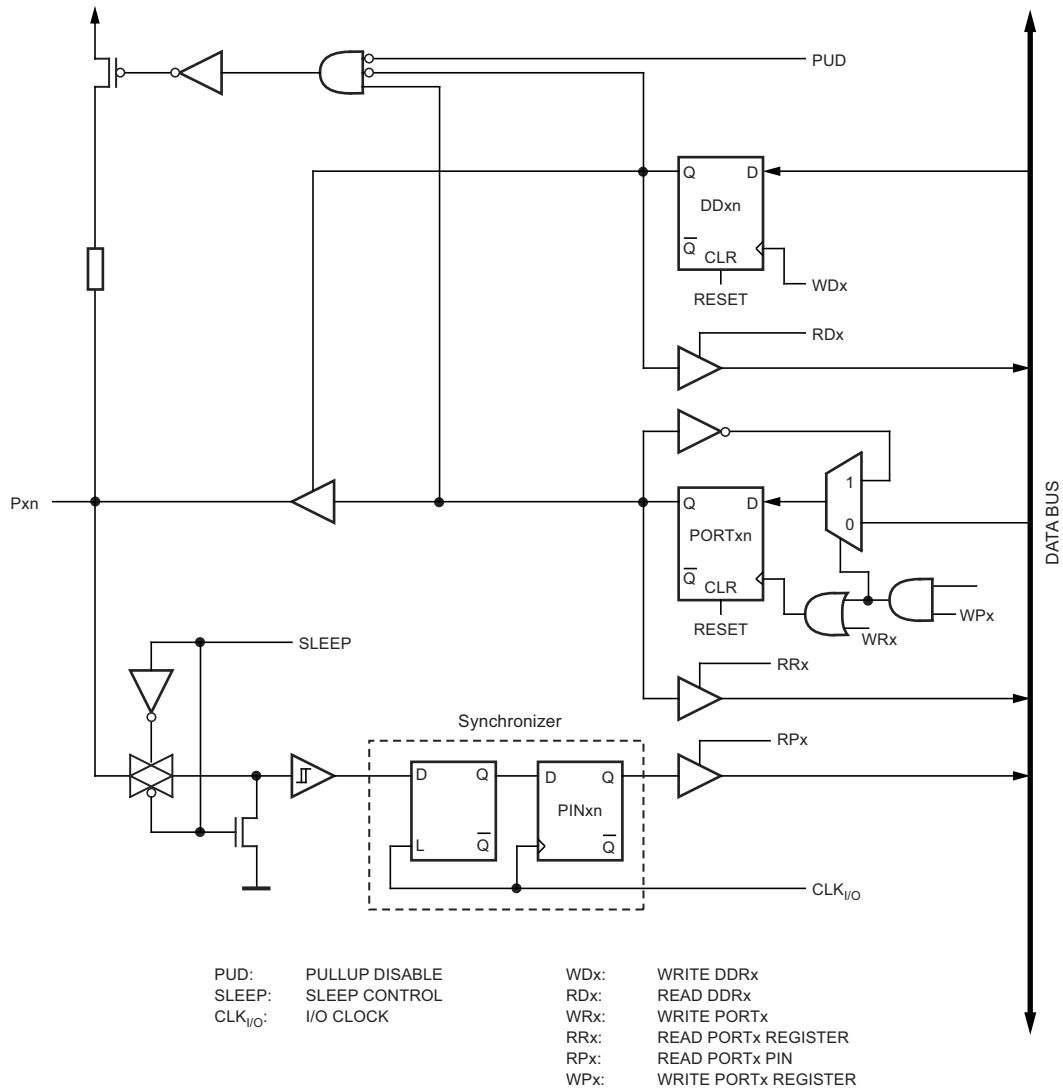 PUD
Q D
DDxn
Q
CLR
RESET
WDx
RDx
1
0
Pxn
Q D
PORTxn
Q
CLR
RESET
WRx
WPx
DATA BUS
SLEEP
RRx
Synchronizer
RPx
D Q
L Q
D Q
PINxn
Q
CLKI/O
PUD: PULLUP DISABLE
SLEEP: SLEEP CONTROL
CLKI/O: I/O CLOCK
WDx: WRITE DDRx
RDx: READ DDRx
WRx: WRITE PORTx
RRx: READ PORTx REGISTER
RPx: READ PORTx PIN
WPx: WRITE PORTx REGISTER